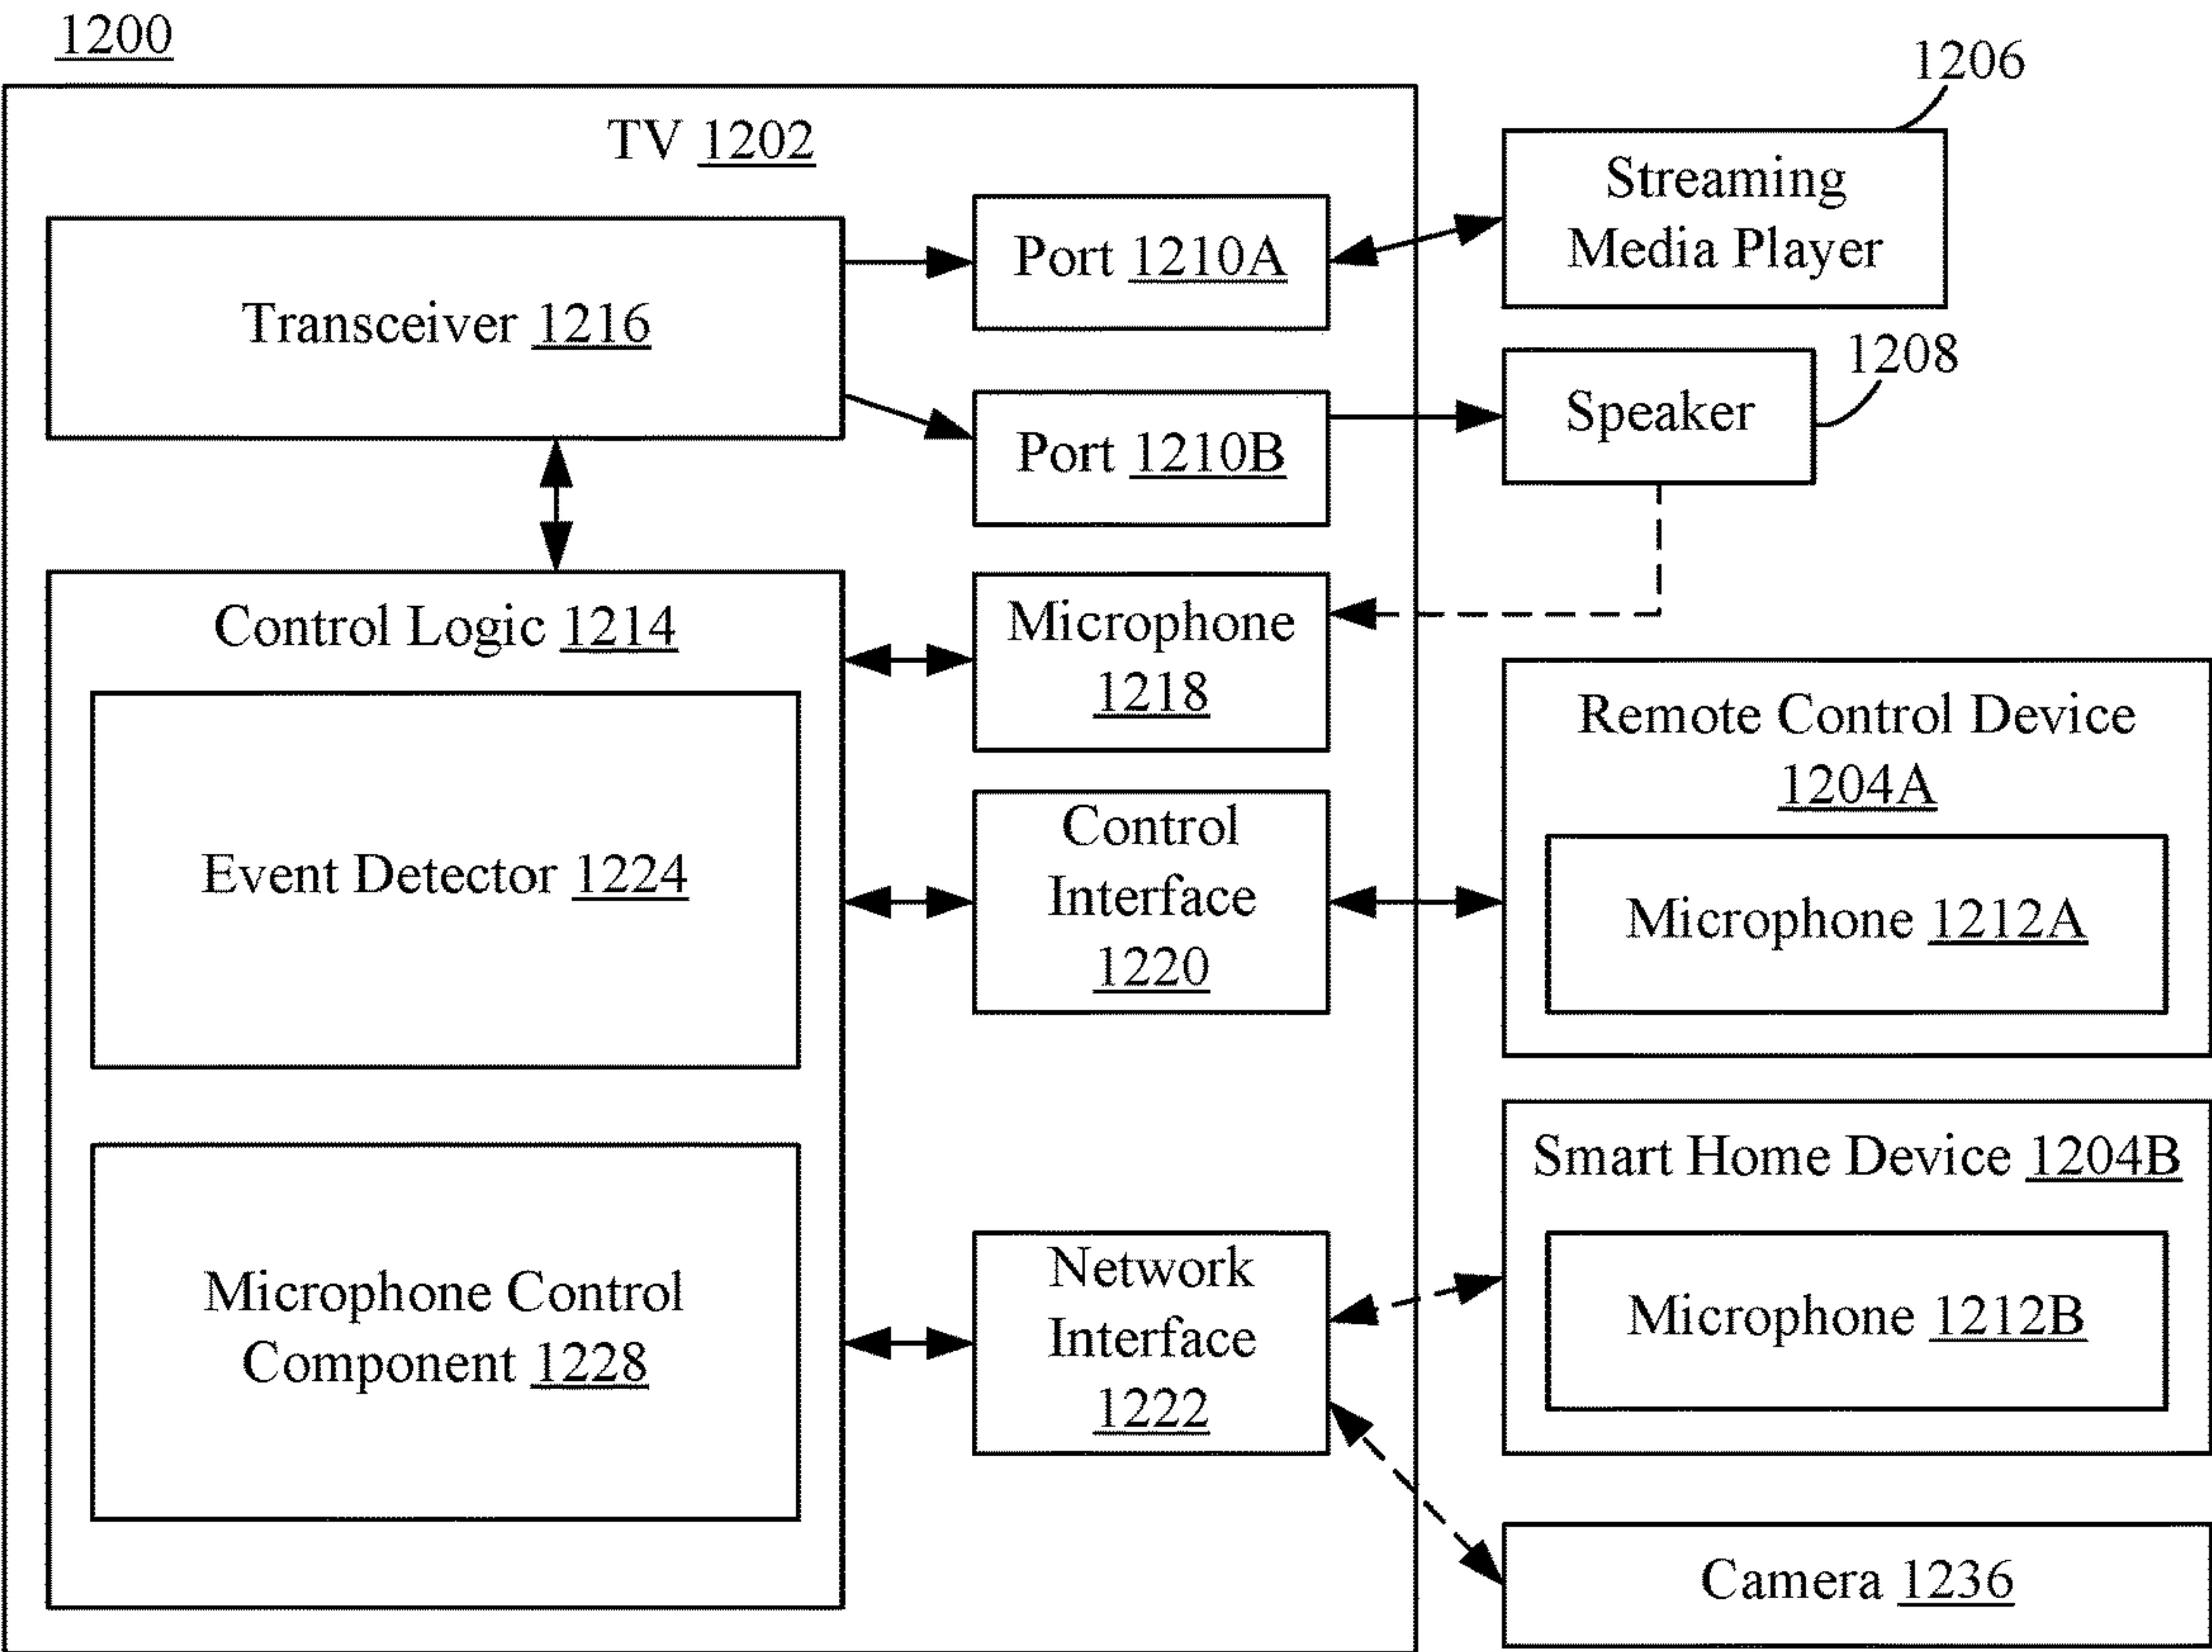 1200
1206
TV 1202
Streaming
Media Player
Port 1210A
Transceiver 1216
1208
Speaker
Port 1210B
Control Logic 1214
Microphone
1218
Remote Control Device
1204A
Microphone 1212A
Event Detector 1224
Control
Interface
1220
Smart Home Device 1204B
Microphone 1212B
Microphone Control
Component 1228
Network
Interface
1222
Camera 1236